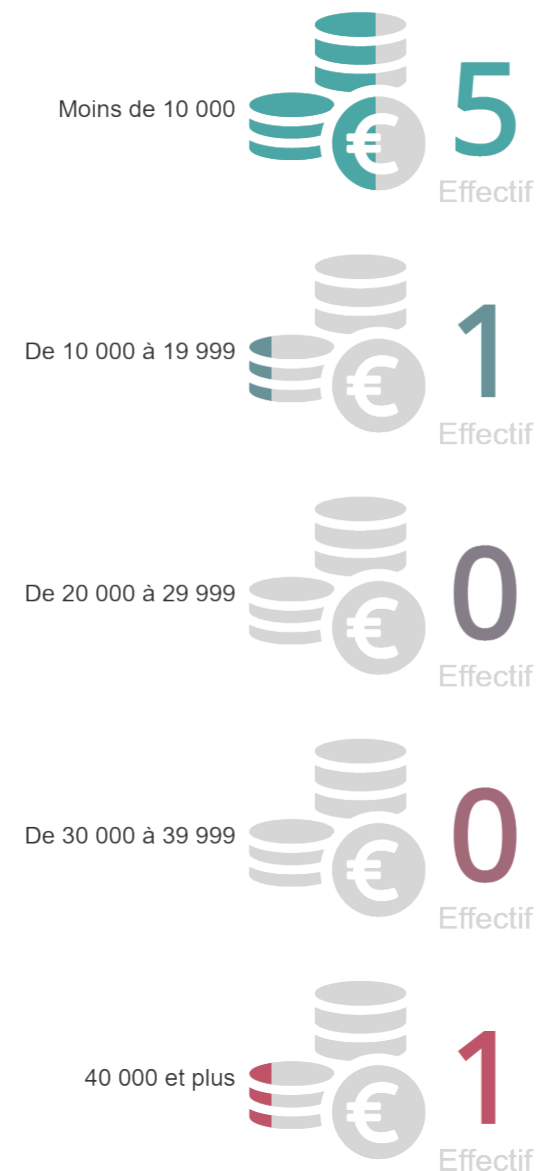 Moins de 10 000
€
5
Effectif
De 10 000 à 19 999
€
1
Effectif
De 20 000 à 29 999
€
0
Effectif
De 30 000 à 39 999
€
0
Effectif
40 000 et plus
€
1
Effectif